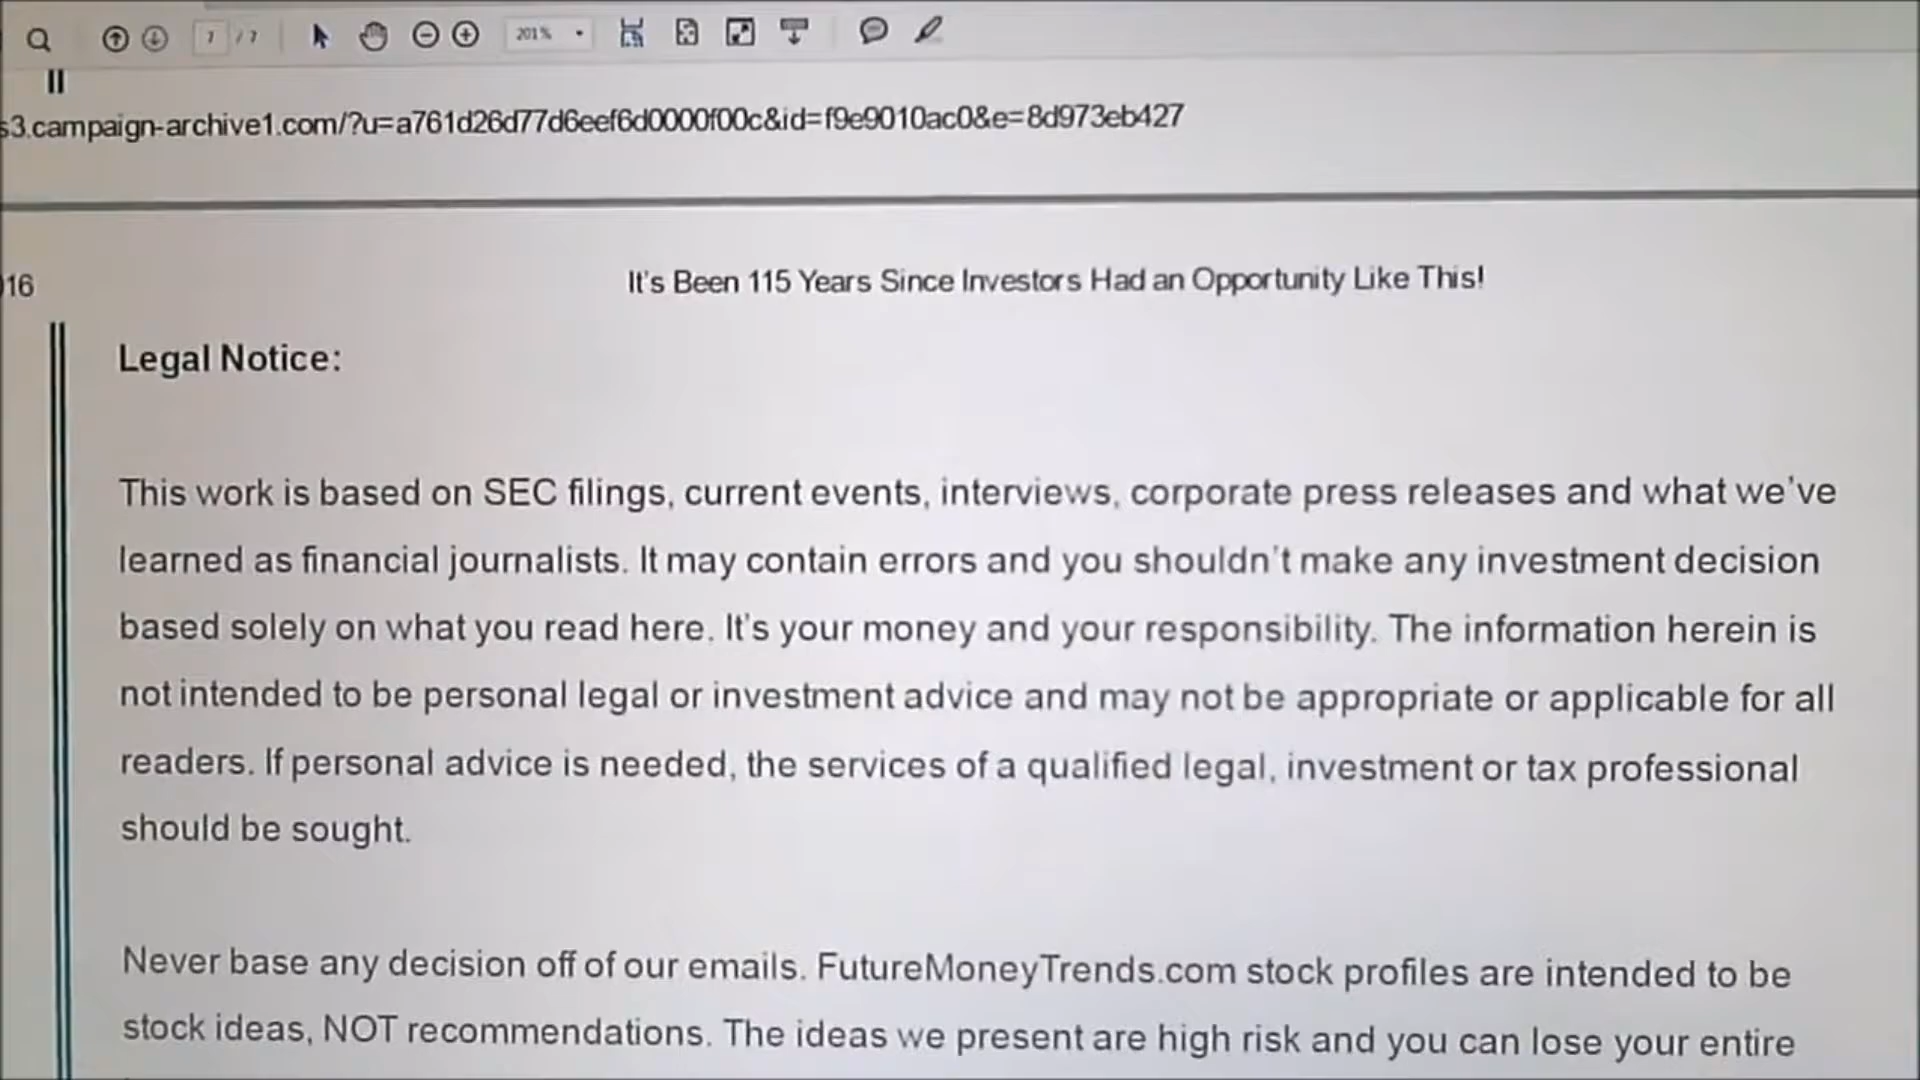 7 / 7 201%
s3.campaign-archive1.com/?u=a761d26d77d6eef6d0000f00c&id=f9e9010ac0&e=8d973eb427
16 It's Been 115 Years Since Investors Had an Opportunity Like This!
Legal Notice:
This work is based on SEC filings, current events, interviews, corporate press releases and what we've
learned as financial journalists. It may contain errors and you shouldn't make any investment decision
based solely on what you read here. It's your money and your responsibility. The information herein is
not intended to be personal legal or investment advice and may not be appropriate or applicable for all
readers. If personal advice is needed, the services of a qualified legal, investment or tax professional
should be sought.
Never base any decision off of our emails. FutureMoneyTrends.com stock profiles are intended to be
stock ideas, NOT recommendations. The ideas we present are high risk and you can lose your entire